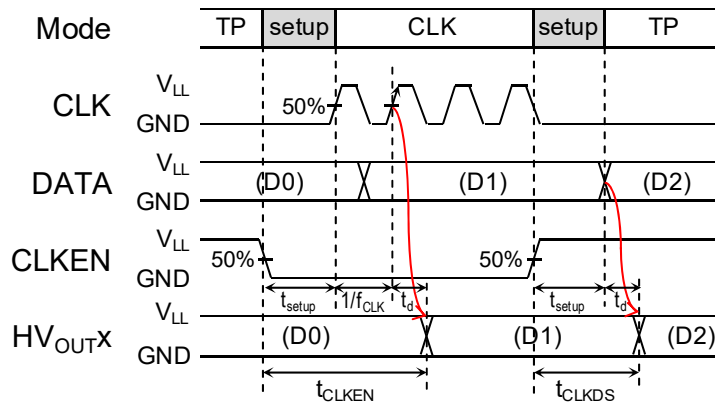 Mode TP setup CLK setup TP
CLK V_LL 50% GND
DATA V_LL (D0) (D1) (D2) GND
CLKEN V_LL 50% 50% GND
t_setup 1/f_CLK t_d t_setup t_d
HV_OUTx V_LL (D0) (D1) (D2) GND
t_CLKEN t_CLKDS